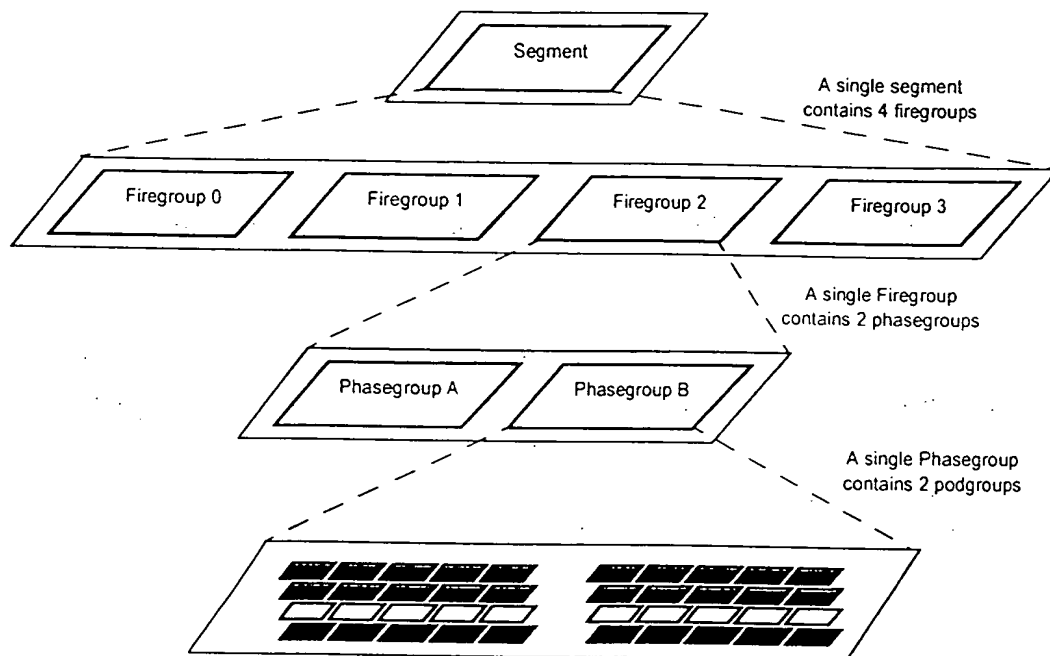 Segment
A single segment
contains 4 firegroups
Firegroup 0
Firegroup 1
Firegroup 2
Firegroup 3
A single Firegroup
contains 2 phasegroups
Phasegroup A
Phasegroup B
A single Phasegroup
contains 2 podgroups